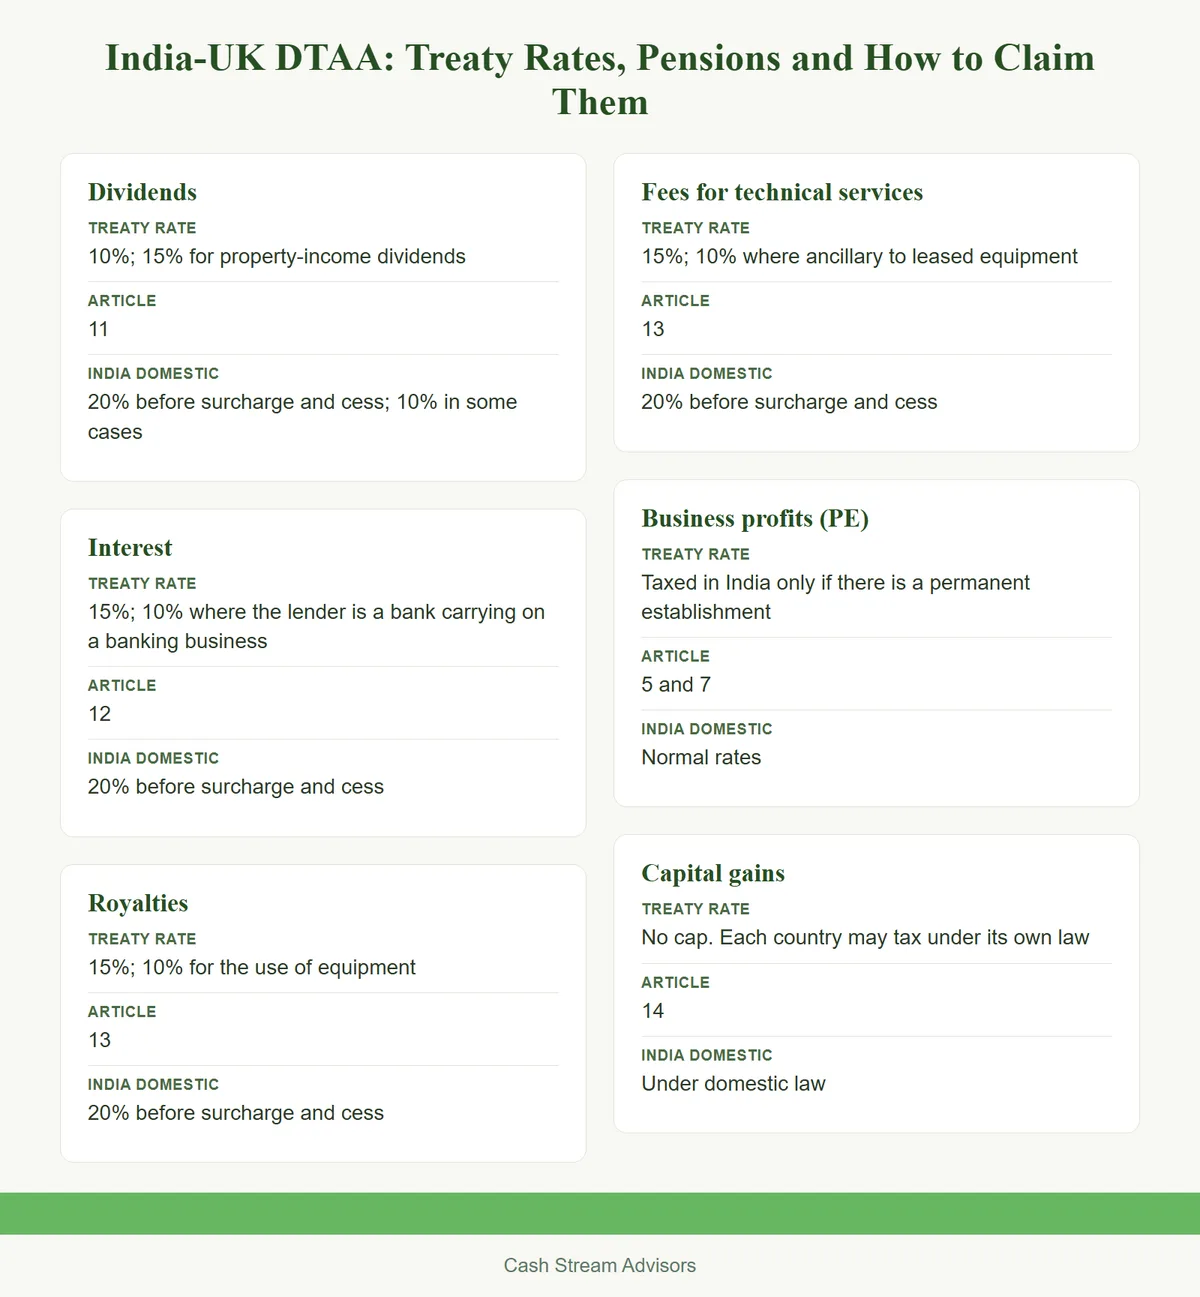 India-UK DTAA: Treaty Rates, Pensions and How to Claim
Them
Dividends
TREATY RATE
10%; 15% for property-income dividends
ARTICLE
11
INDIA DOMESTIC
20% before surcharge and cess; 10% in some
cases
Interest
TREATY RATE
15%; 10% where the lender is a bank carrying on
a banking business
ARTICLE
12
INDIA DOMESTIC
20% before surcharge and cess
Royalties
TREATY RATE
15%; 10% for the use of equipment
ARTICLE
13
INDIA DOMESTIC
20% before surcharge and cess
Fees for technical services
TREATY RATE
15%; 10% where ancillary to leased equipment
ARTICLE
13
INDIA DOMESTIC
20% before surcharge and cess
Business profits (PE)
TREATY RATE
Taxed in India only if there is a permanent
establishment
ARTICLE
5 and 7
INDIA DOMESTIC
Normal rates
Capital gains
TREATY RATE
No cap. Each country may tax under its own law
ARTICLE
14
INDIA DOMESTIC
Under domestic law
Cash Stream Advisors